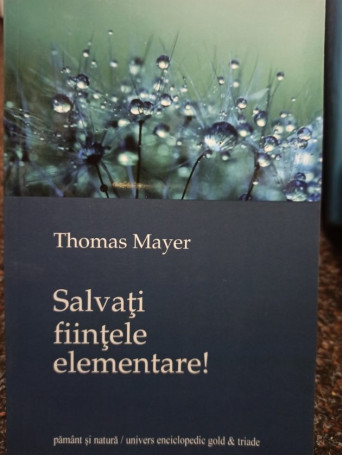 Thomas Mayer
Salvaţi
fiinţele
elementare!
pământ şi natură / univers enciclopedic gold & triade